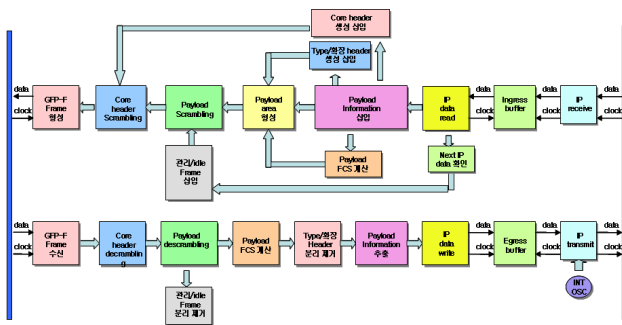 Core header
생성 삽입
Type/확장 header
생성 삽입
data
clock
GFP-F
Frame
형성
Core
header
Scrambling
Payload
Scrambling
Payload
area
형성
Payload
Information
삽입
IP
data
read
data
clock
Ingress
buffer
data
clock
IP
receive
data
clock
관리/idle
Frame
삽입
Payload
FCS 계산
Next IP
data 확인
data
clock
GFP-F
Frame
수신
Core
header
decramblin
g
Payload
descrambling
Payload
FCS 계산
Type/확장
Header
분리 제거
Payload
Information
추출
IP
data
write
data
clock
Egress
buffer
data
clock
IP
transmit
data
clock
관리/idle
Frame
분리 제거
INT
OSC